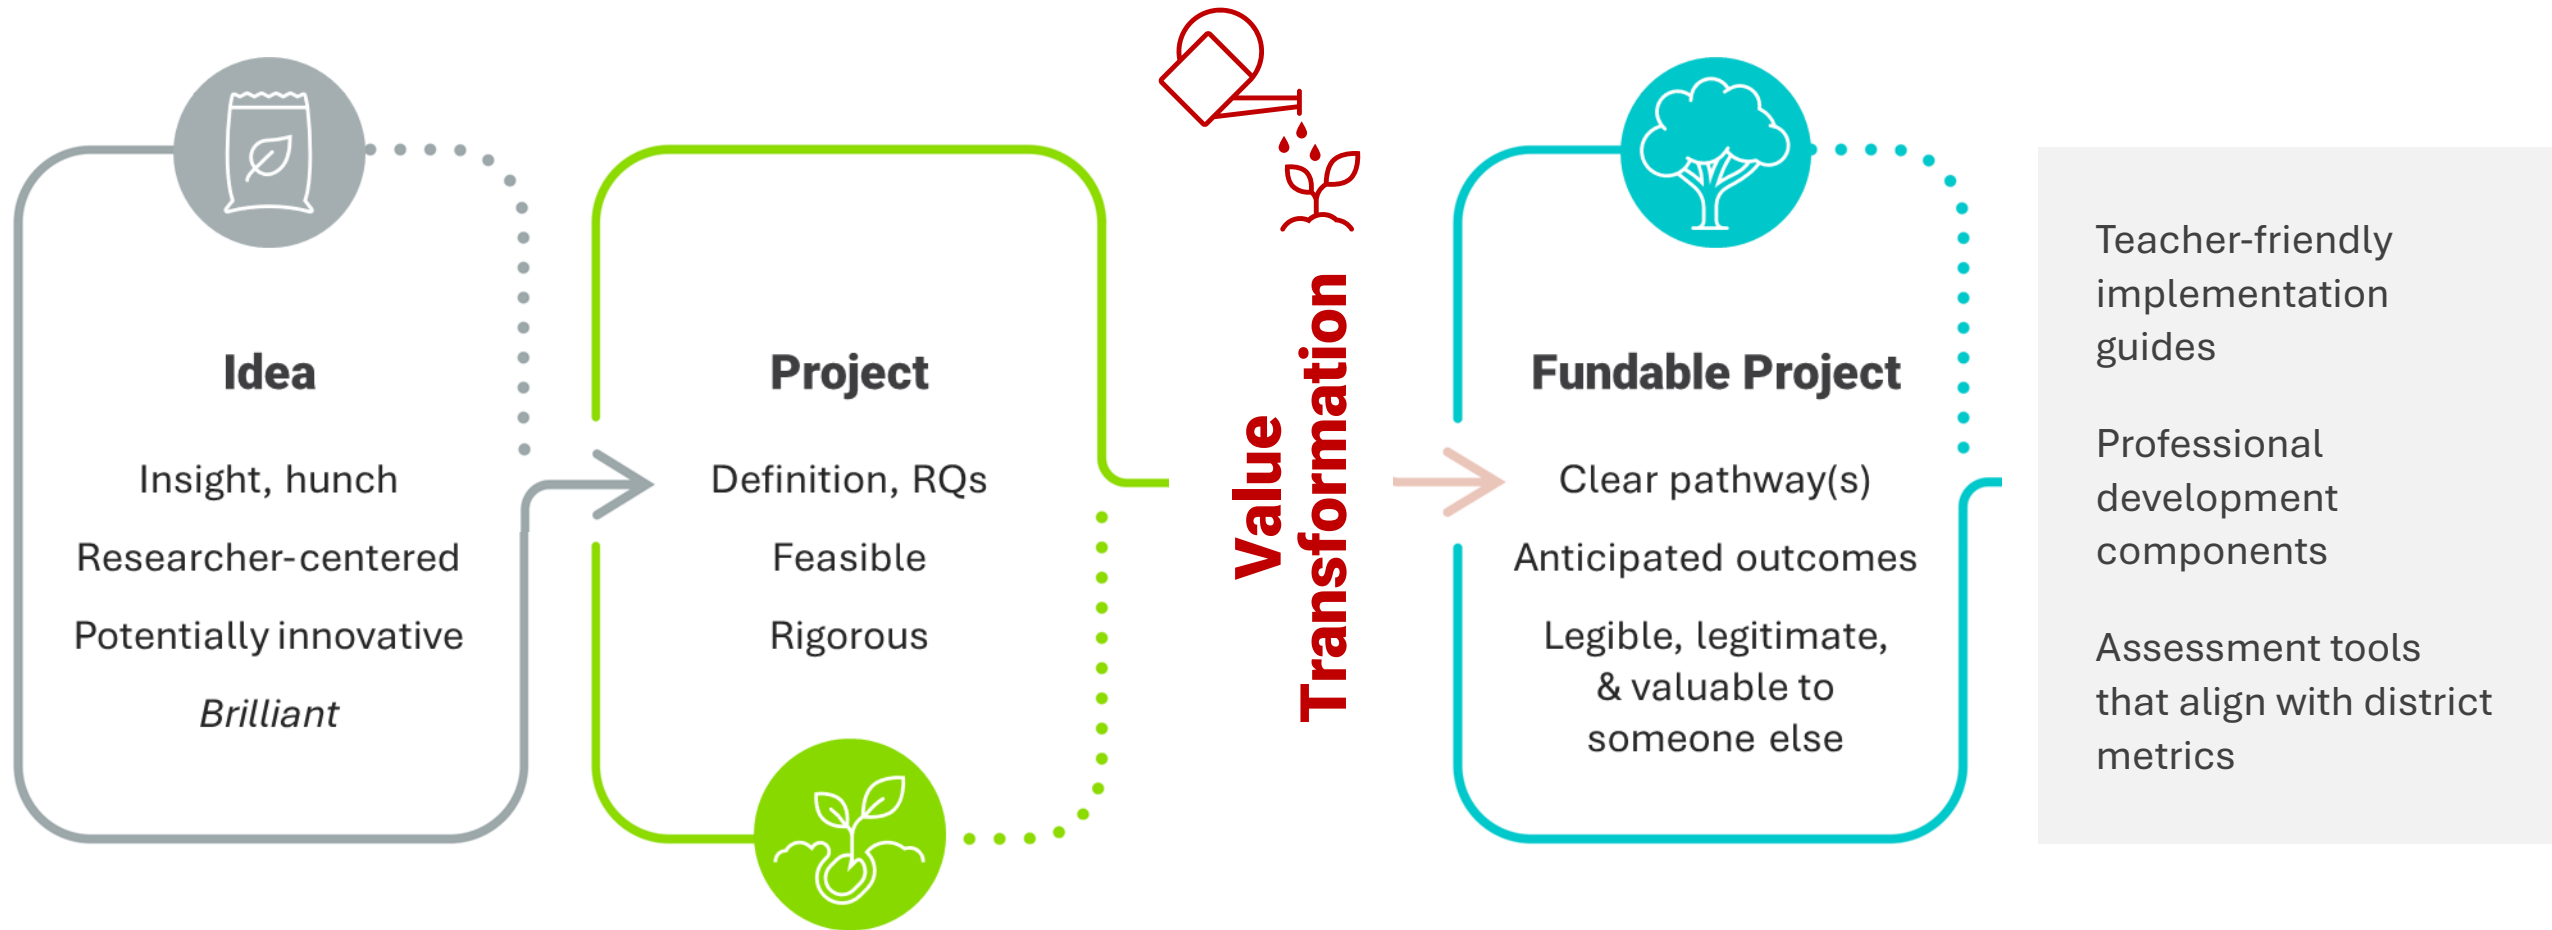 Idea
Insight, hunch
Researcher-centered
Potentially innovative
Brilliant
Project
Definition, RQs
Feasible
Rigorous
Value
Transformation
Fundable Project
Clear pathway(s)
Anticipated outcomes
Legible, legitimate,
& valuable to
someone else
Teacher-friendly
implementation
guides
Professional
development
components
Assessment tools
that align with district
metrics